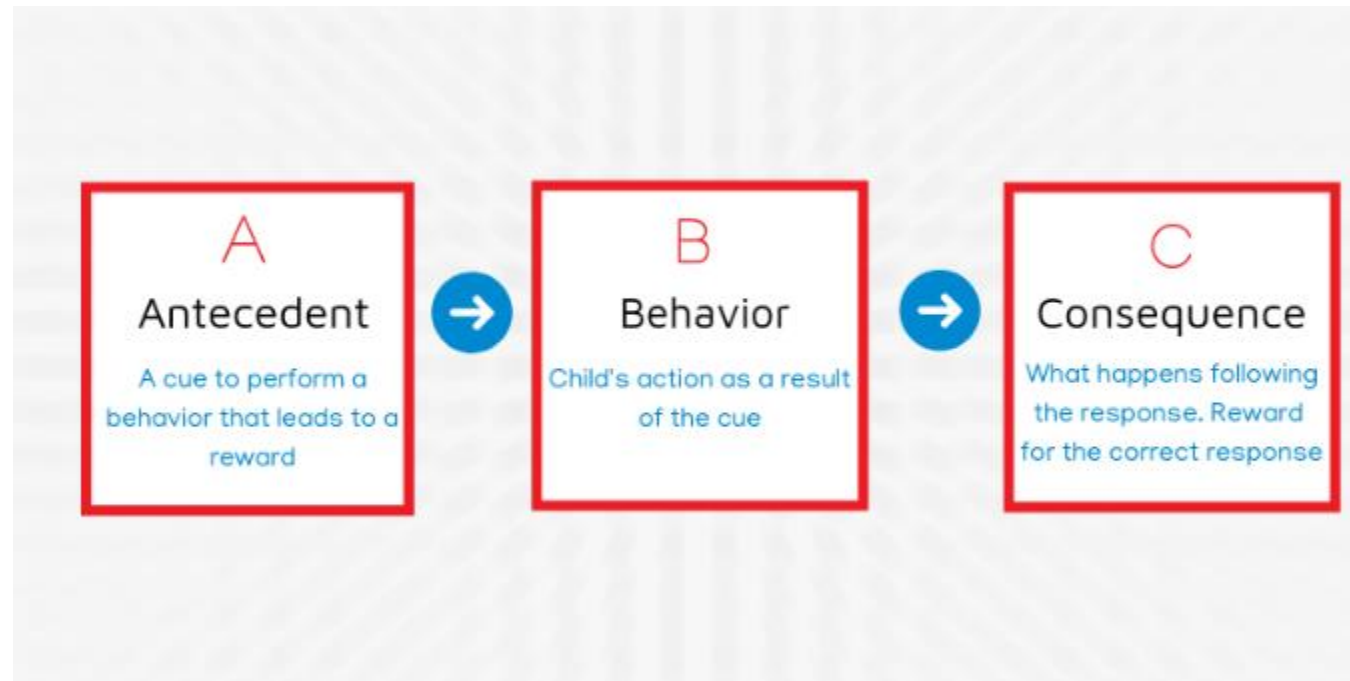 A
Antecedent
A cue to perform a
behavior that leads to a
reward
B
Behavior
Child's action as a result
of the cue
C
Consequence
What happens following
the response. Reward
for the correct response